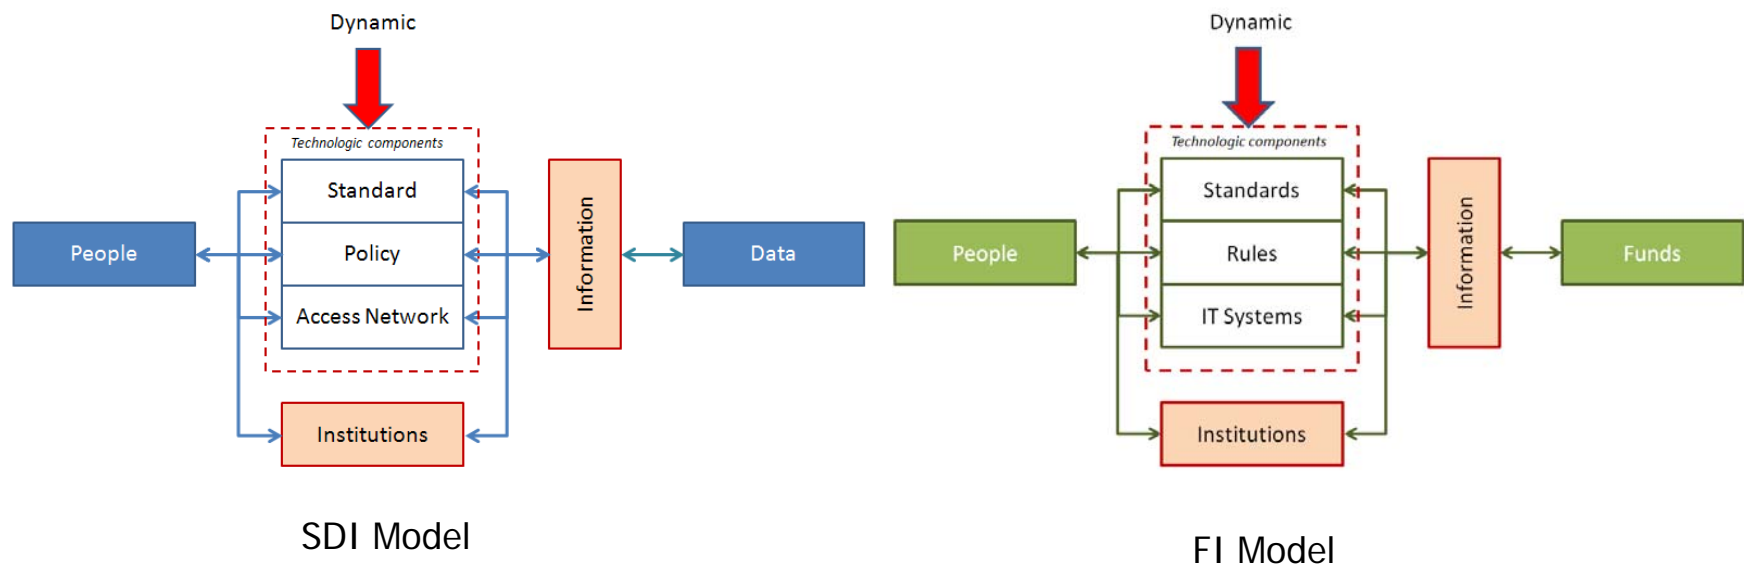 Dynamic
Technologic components
Standard
People
Policy
Information
Data
Access Network
Institutions
SDI Model
Dynamic
Technologic components
Standards
People
Rules
Information
Funds
IT Systems
Institutions
FI Model